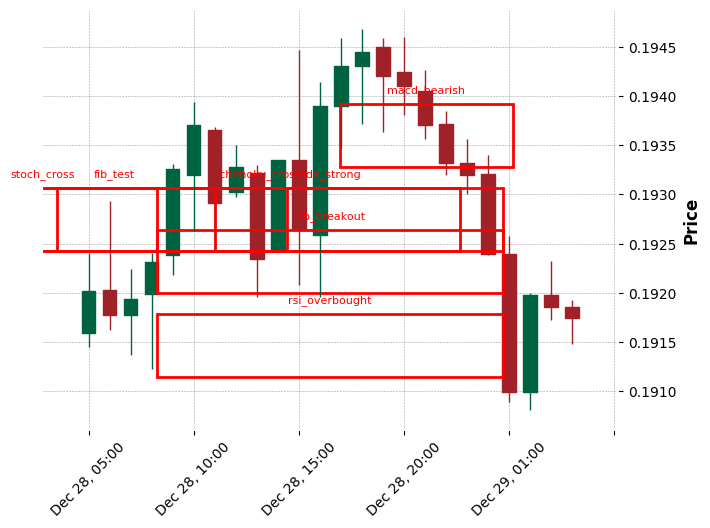 0.1945
macd_bearish
0.1940
0.1935
stoch_cross
fib_test
0.1930
0.1925
Price
rsi_overbought
0.1920
0.1915
0.1910
Dec 28, 05:00
Dec 28, 10:00
Dec 28, 15:00
Dec 28, 20:00
Dec 29, 01:00